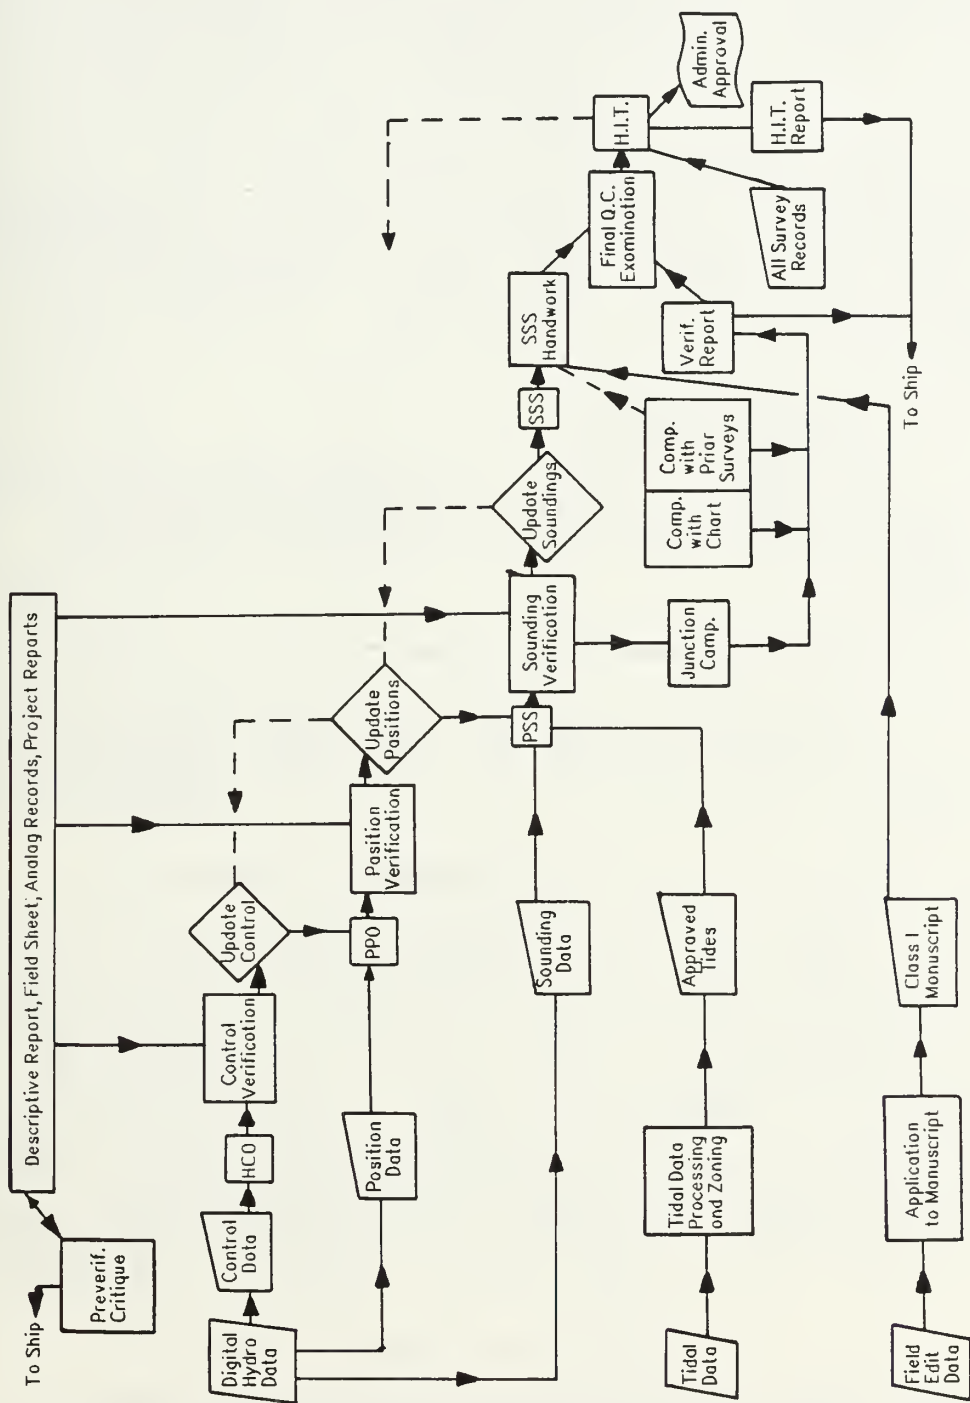 To Ship
Preverif.
Critique
Descriptive Report, Field Sheet, Analog Records, Project Reports
Digital
Hydro
Data
Control
Data
HCO
Control
Verification
Update
Control
Position
Data
PPO
Position
Verification
Update
Positions
Sounding
Data
PSS
Sounding
Verification
Update
Soundings
SSS
SSS
Handwork
Final Q.C.
Examination
H.I.T.
Admin.
Approval
H.I.T.
Report
All Survey
Records
Verif.
Report
Junction
Comp.
Comp.
with
Chart
Comp.
with
Prior
Surveys
To Ship
Tidal Data
Tidal Data
Processing
and Zoning
Approved
Tides
Field
Edit
Data
Application
to Manuscript
Class I
Manuscript